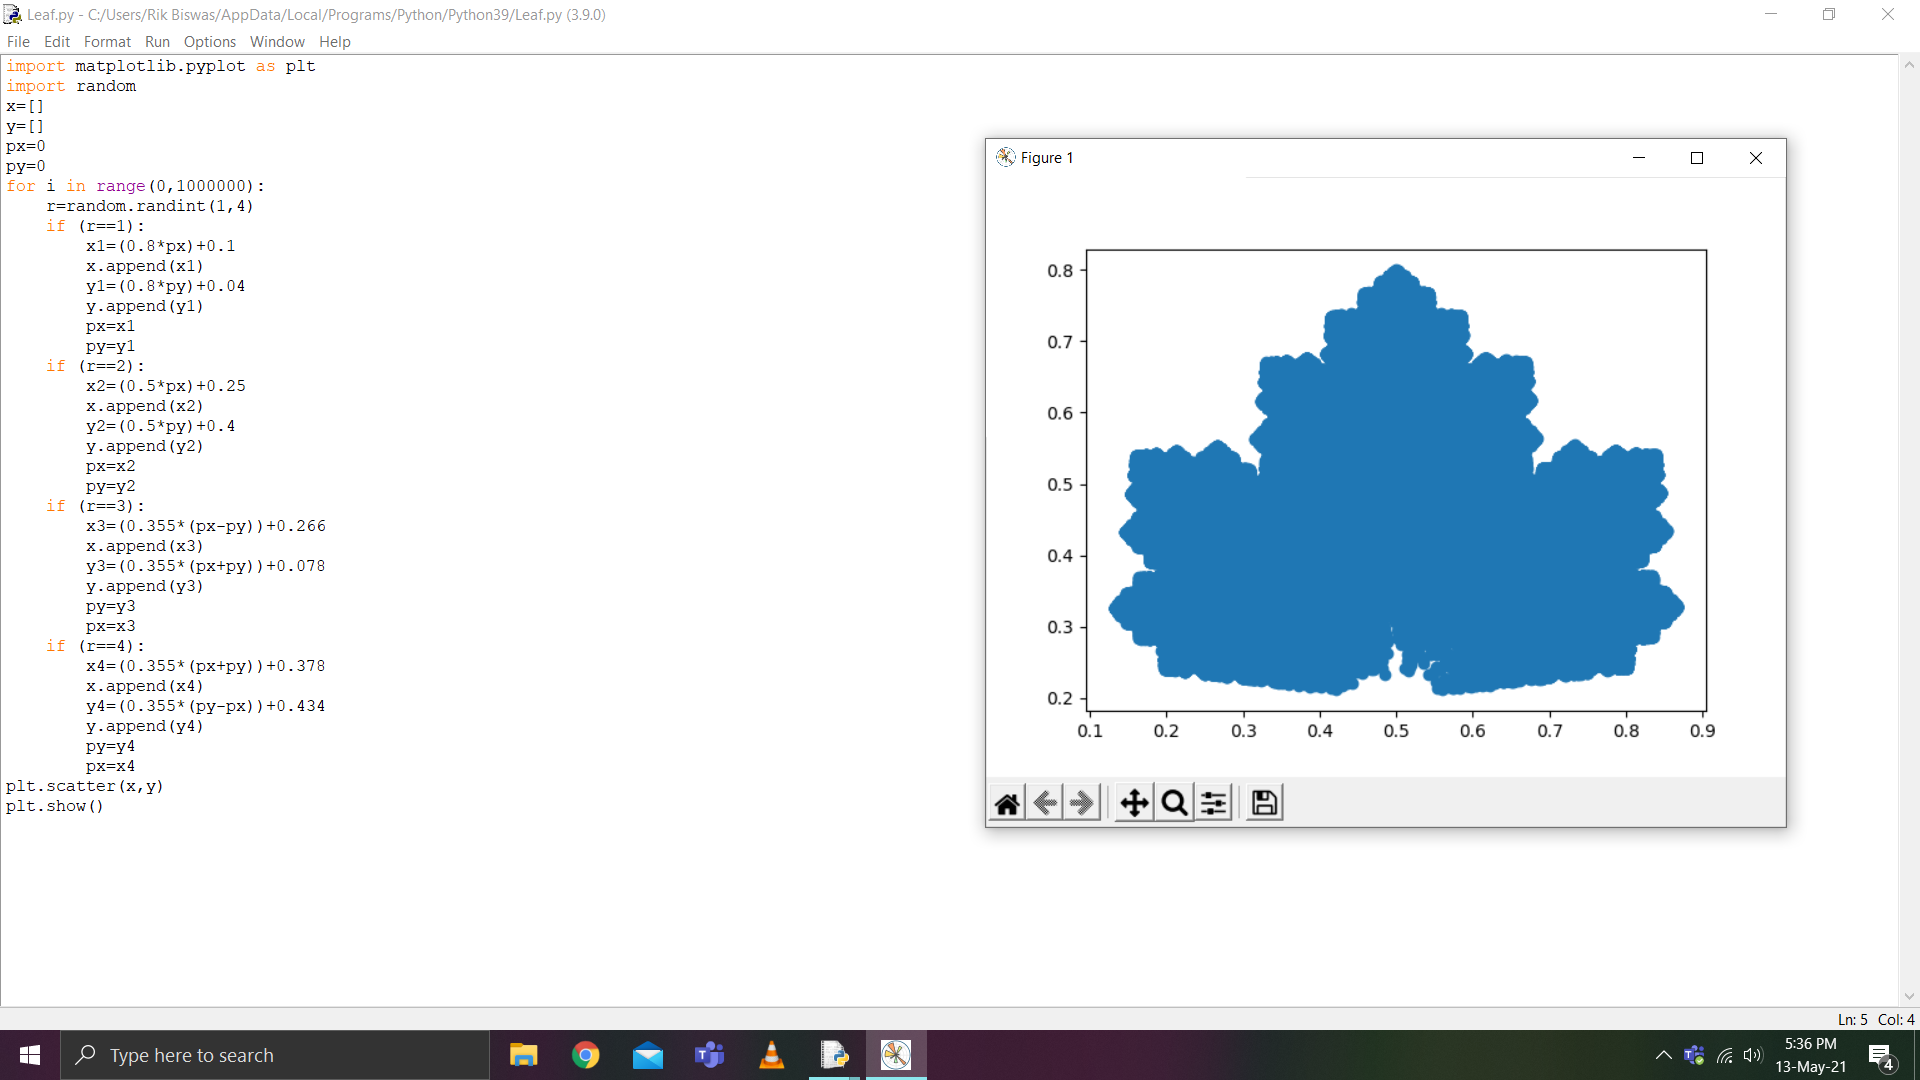 Leaf.py - C:/Users/Rik Biswas/AppData/Local/Programs/Python/Python39/Leaf.py (3.9.0)
File Edit Format Run Options Window Help
import matplotlib.pyplot as plt
import random
x=[]
y=[]
px=0
py=0
for i in range(0,1000000):
    r=random.randint(1,4)
    if (r==1):
        x1=(0.8*px)+0.1
        x.append(x1)
        y1=(0.8*py)+0.04
        y.append(y1)
        px=x1
        py=y1
    if (r==2):
        x2=(0.5*px)+0.25
        x.append(x2)
        y2=(0.5*py)+0.4
        y.append(y2)
        px=x2
        py=y2
    if (r==3):
        x3=(0.355*(px-py))+0.266
        x.append(x3)
        y3=(0.355*(px+py))+0.078
        y.append(y3)
        py=y3
        px=x3
    if (r==4):
        x4=(0.355*(px+py))+0.378
        x.append(x4)
        y4=(0.355*(py-px))+0.434
        y.append(y4)
        py=y4
        px=x4
plt.scatter(x,y)
plt.show()
Figure 1
0.8
0.7
0.6
0.5
0.4
0.3
0.2
0.1 0.2 0.3 0.4 0.5 0.6 0.7 0.8 0.9
Ln: 5 Col: 4
Type here to search
5:36 PM
13-May-21
4